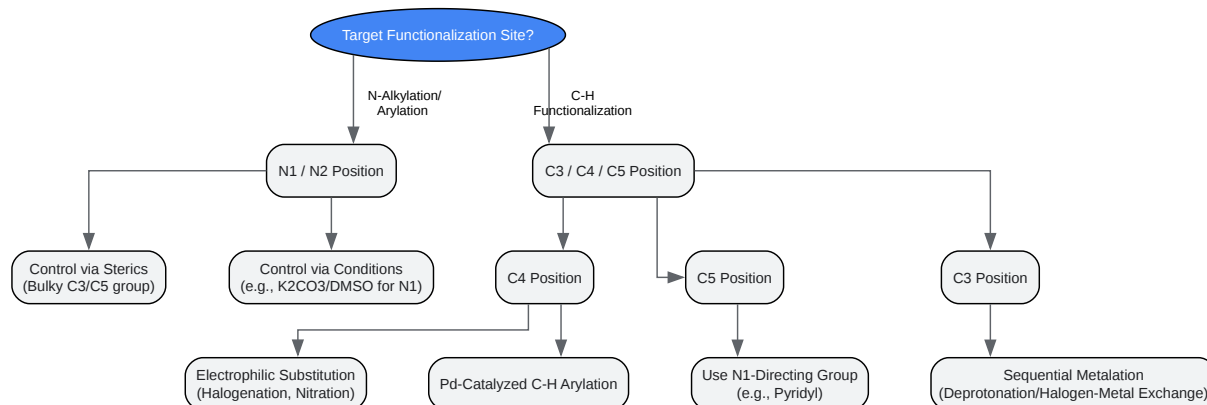 Target Functionalization Site?
N-Alkylation/
Arylation
C-H
Functionalization
N1 / N2 Position
C3 / C4 / C5 Position
Control via Sterics
(Bulky C3/C5 group)
Control via Conditions
(e.g., K2CO3/DMSO for N1)
C4 Position
C5 Position
C3 Position
Electrophilic Substitution
(Halogenation, Nitration)
Pd-Catalyzed C-H Arylation
Use N1-Directing Group
(e.g., Pyridyl)
Sequential Metalation
(Deprotonation/Halogen-Metal Exchange)